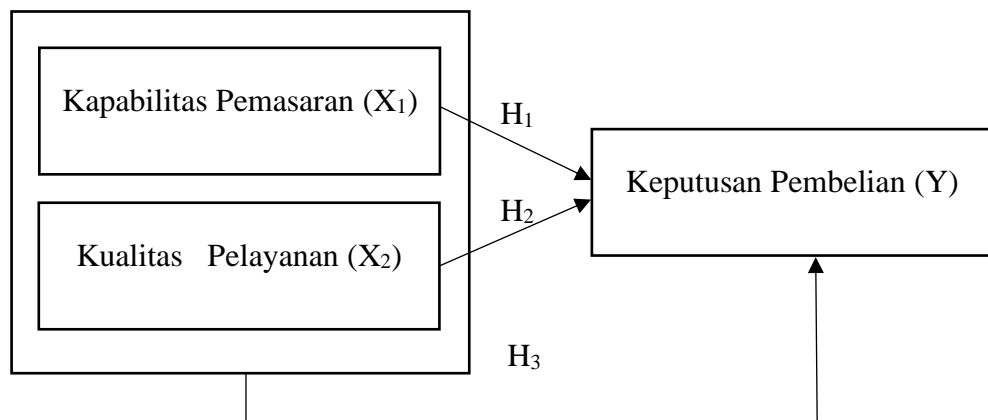 Kapabilitas Pemasaran (X₁)
H₁
Keputusan Pembelian (Y)
H₂
Kualitas Pelayanan (X₂)
H₃